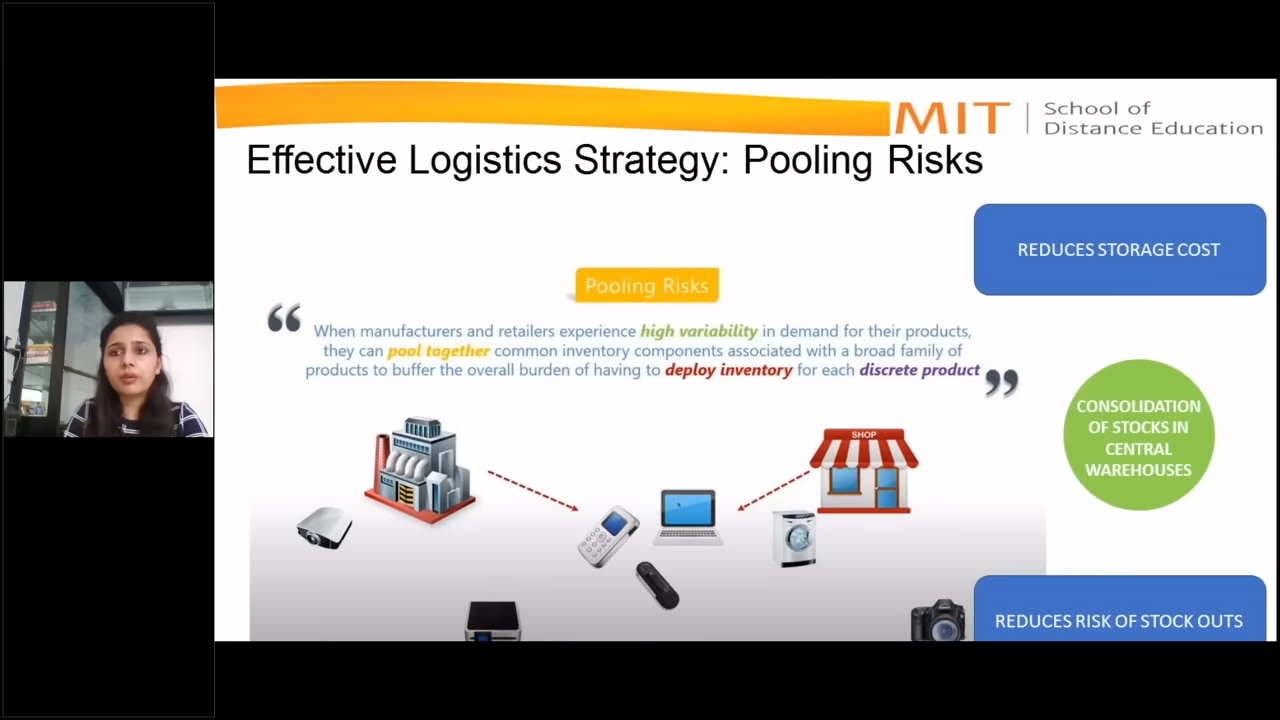 MIT
School of
Distance Education
Effective Logistics Strategy: Pooling Risks
REDUCES STORAGE COST
Pooling Risks
“ When manufacturers and retailers experience high variability in demand for their products,
they can pool together common inventory components associated with a broad family of
products to buffer the overall burden of having to deploy inventory for each discrete product ”
CONSOLIDATION
OF STOCKS IN
CENTRAL
WAREHOUSES
SHOP
REDUCES RISK OF STOCK OUTS